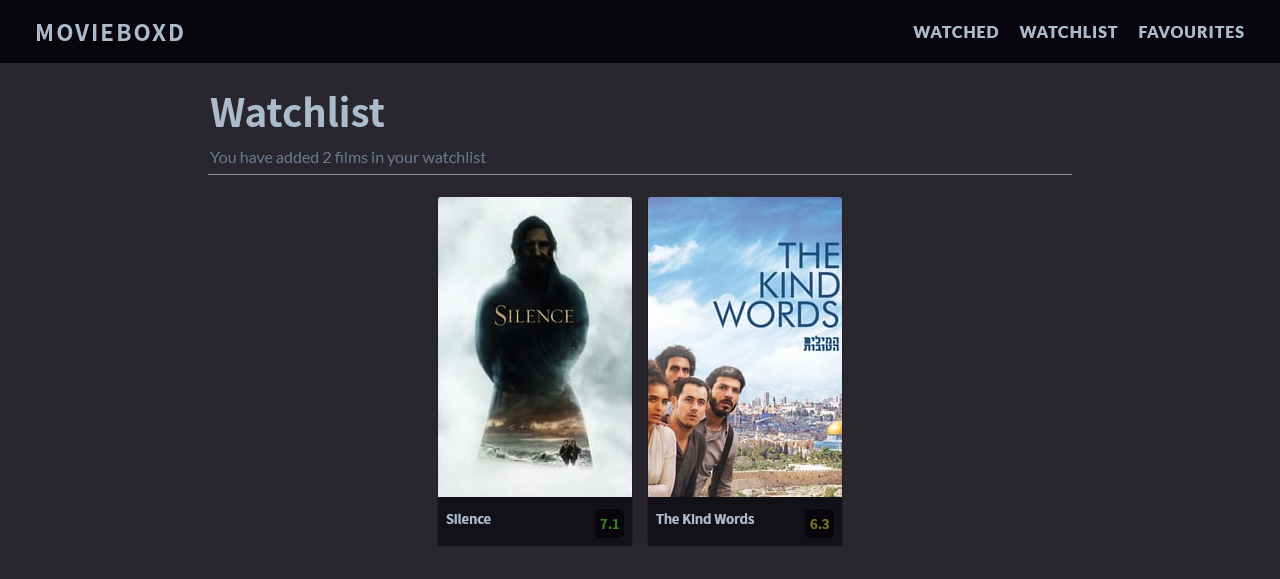 MOVIEBOXD
WATCHED WATCHLIST FAVOURITES
Watchlist
You have added 2 films in your watchlist
SILENCE
THE
KIND
WORDS
המילים
הטובות
Silence
7.1
The Kind Words
6.3